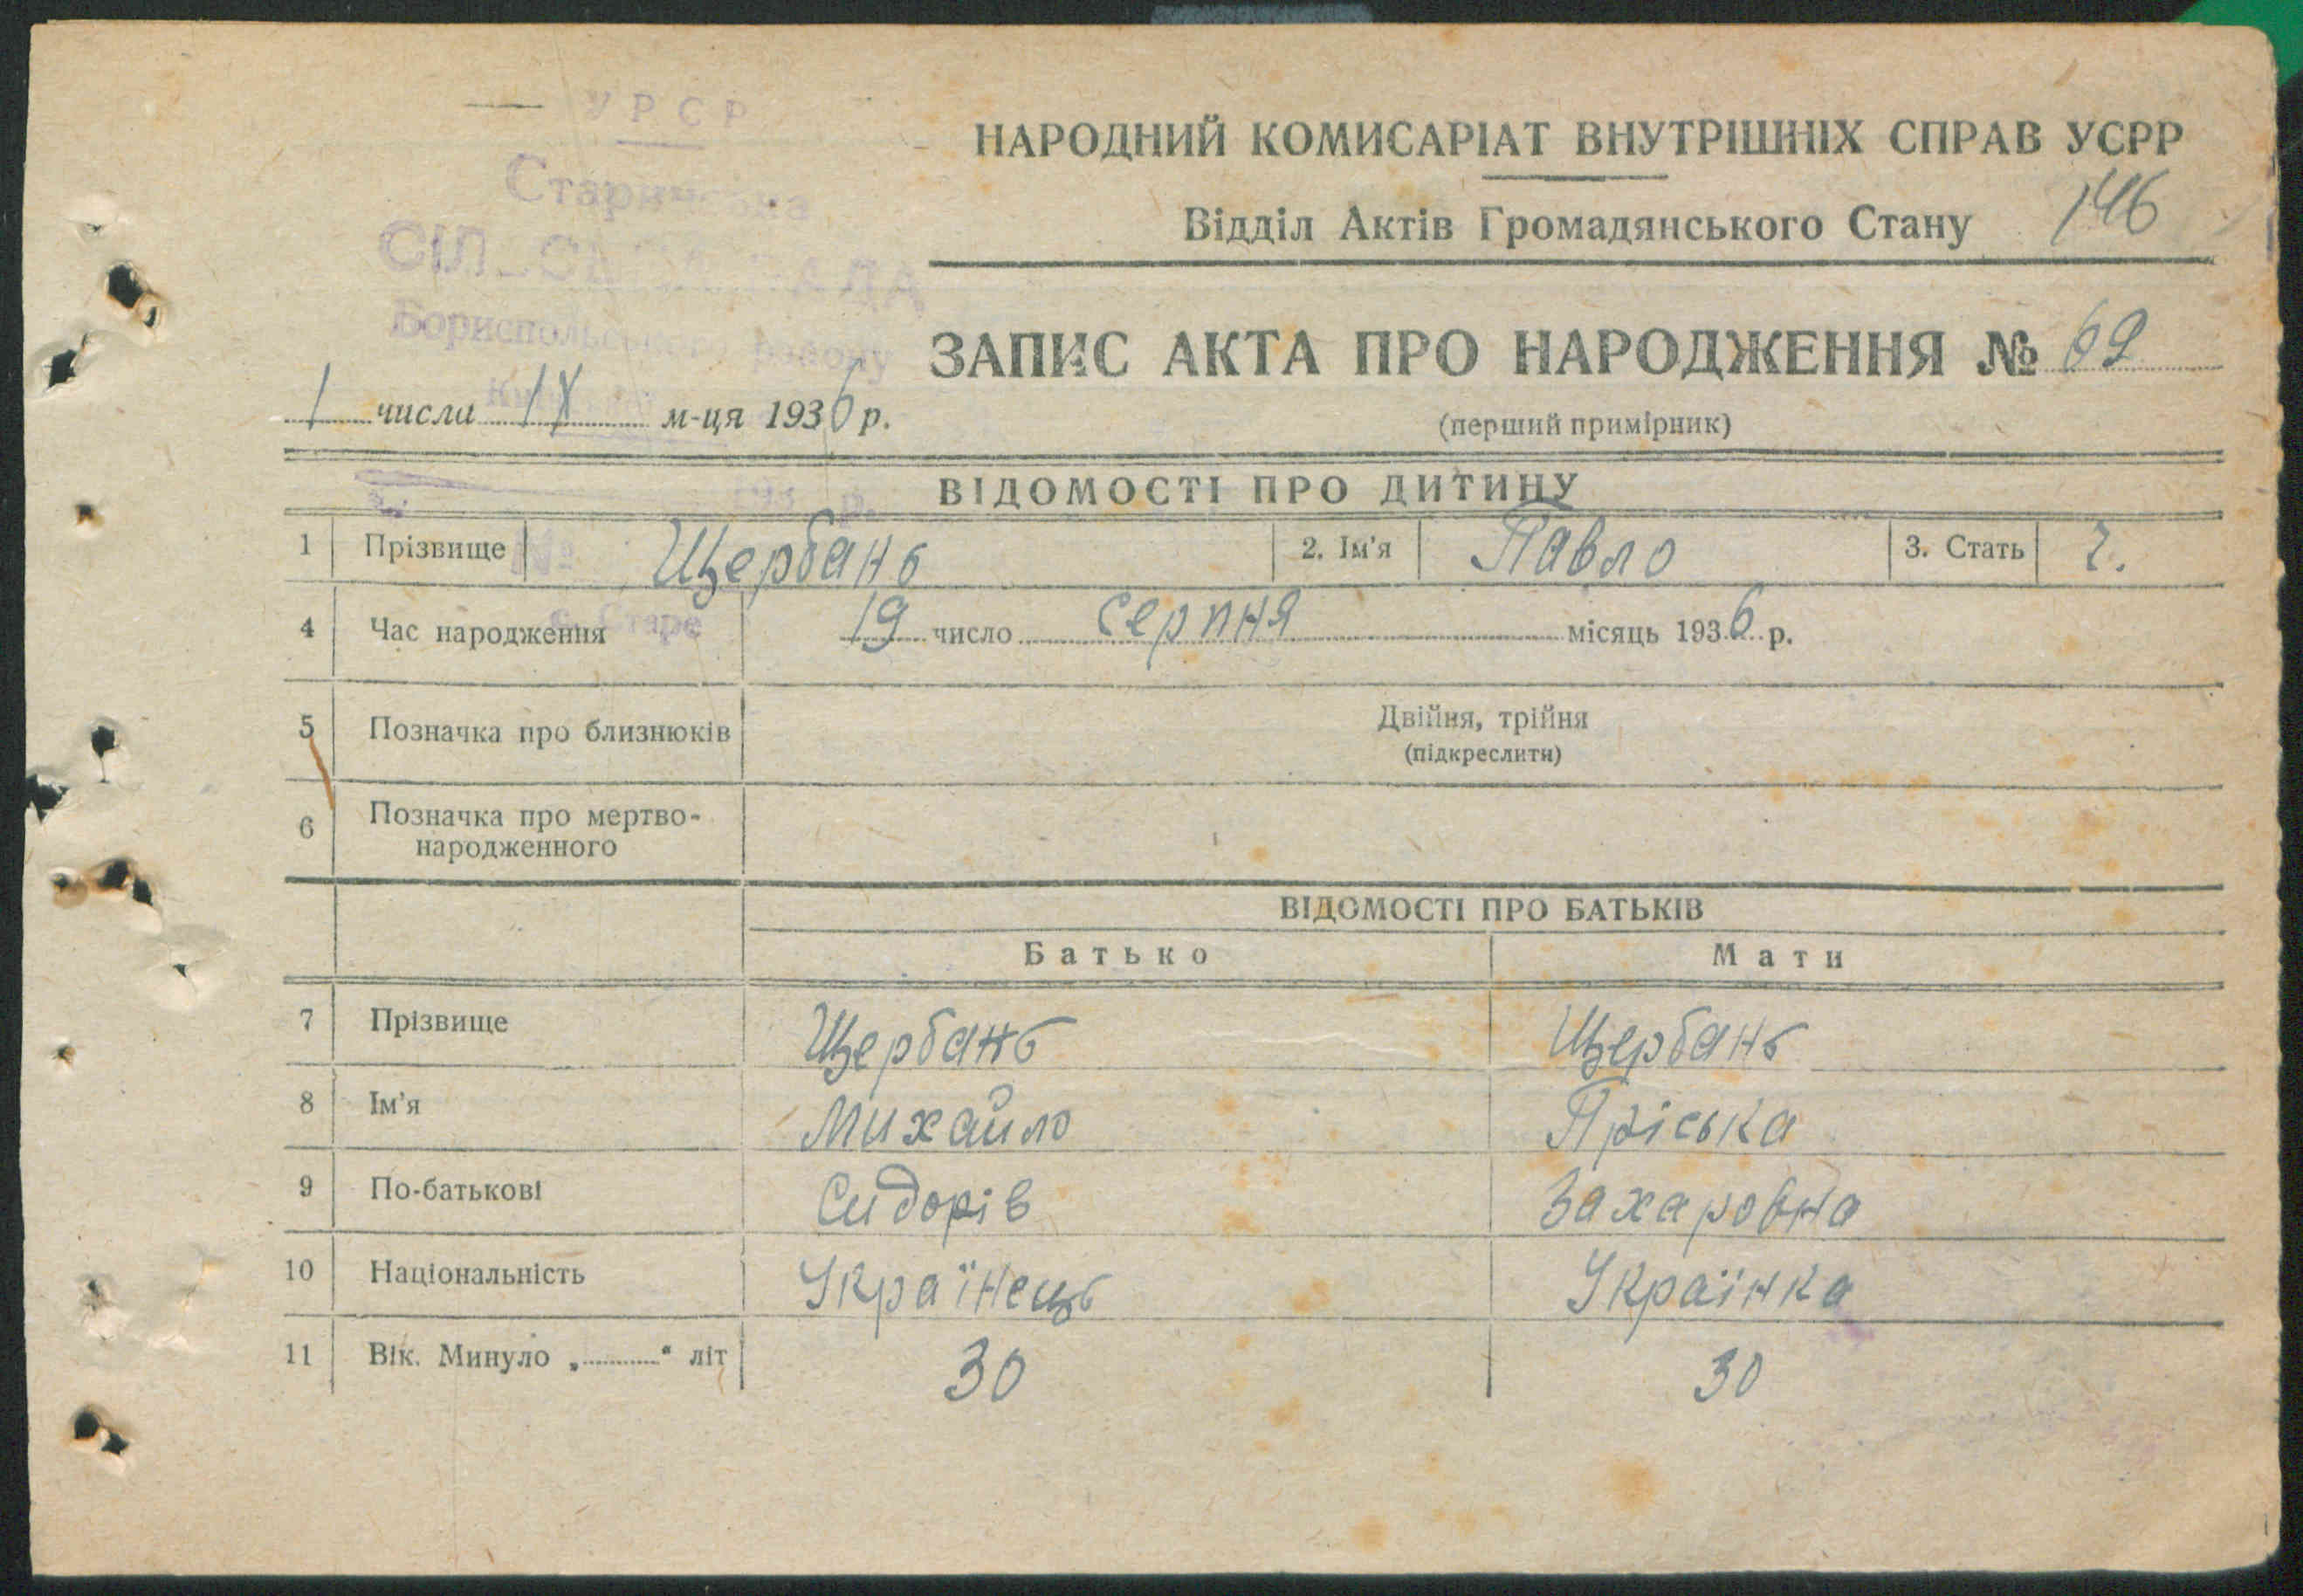 УРСР
Старинська
НАРОДНИЙ КОМИСАРІАТ ВНУТРІШНІХ СПРАВ УСРР
Відділ Актів Громадянського Стану 146
Бориспольського району
ЗАПИС АКТА ПРО НАРОДЖЕННЯ № 69
(перший примірник)
1 числа IX м-ця 1936 р.
ВІДОМОСТІ ПРО ДИТИНУ
1 Прізвище Щербань 2. Ім'я Павло 3. Стать ч.
№
с. Старе
4 Час народження 19 число серпня місяць 1936 р.
5 Позначка про близнюків Двійня, трійня
(підкреслити)
6 Позначка про мертво-
народженного
ВІДОМОСТІ ПРО БАТЬКІВ
Батько Мати
7 Прізвище Щербань Щербань
8 Ім'я Михайло Пріська
9 По-батькові Сидорів Захаровна
10 Національність Українець Українка
11 Вік. Минуло „..........“ літ 30 30